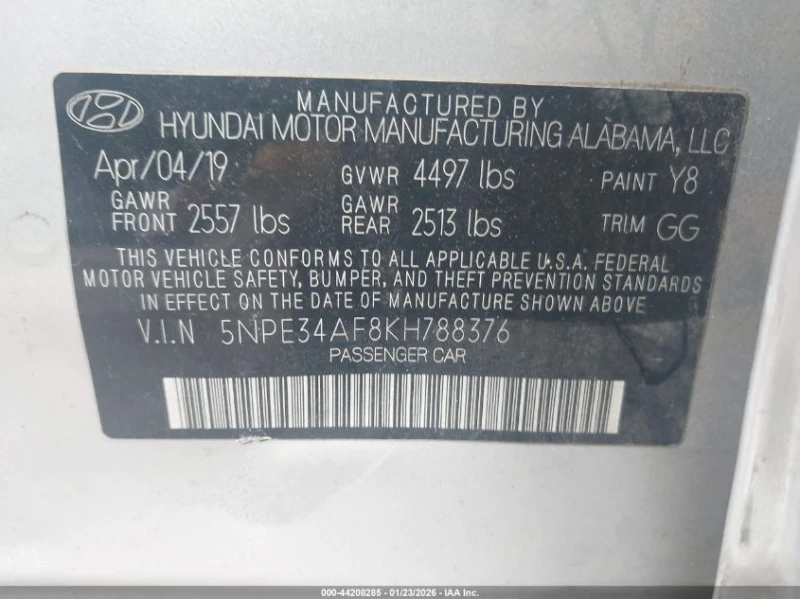 MANUFACTURED BY
HYUNDAI MOTOR MANUFACTURING ALABAMA, LLC
Apr/04/19 GVWR 4497 lbs PAINT Y8
GAWR FRONT 2557 lbs GAWR REAR 2513 lbs TRIM GG
THIS VEHICLE CONFORMS TO ALL APPLICABLE U.S.A. FEDERAL
MOTOR VEHICLE SAFETY, BUMPER, AND THEFT PREVENTION STANDARDS
IN EFFECT ON THE DATE OF MANUFACTURE SHOWN ABOVE
V.I.N 5NPE34AF8KH788376
PASSENGER CAR
000-44208285 - 01/23/2026 - IAA Inc.